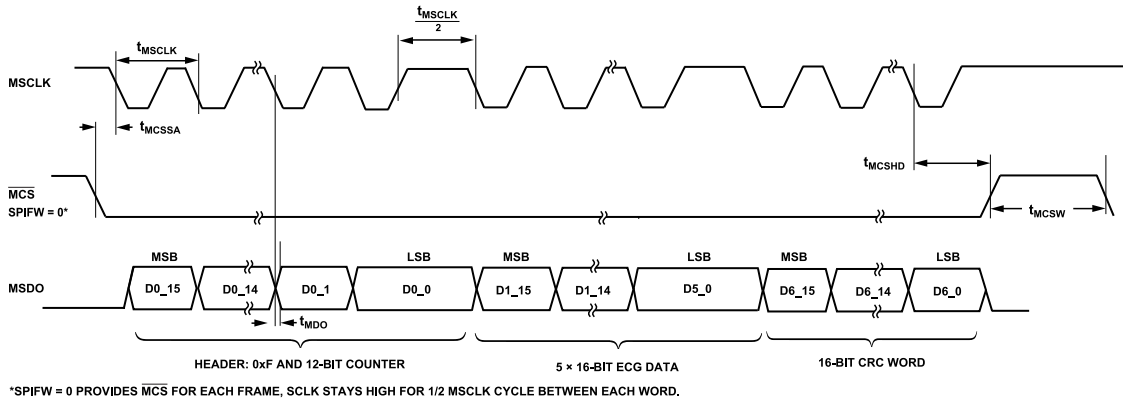 tMSCLK
tMSCLK
2
MSCLK
tMCSSA
tMCSHD
MCS
SPIFW = 0*
tMCSW
MSB
LSB
MSB
LSB
MSB
LSB
MSDO
D0_15
D0_14
D0_1
D0_0
D1_15
D1_14
D5_0
D6_15
D6_14
D6_0
tMDO
HEADER: 0xF AND 12-BIT COUNTER
5 × 16-BIT ECG DATA
16-BIT CRC WORD
*SPIFW = 0 PROVIDES MCS FOR EACH FRAME, SCLK STAYS HIGH FOR 1/2 MSCLK CYCLE BETWEEN EACH WORD.